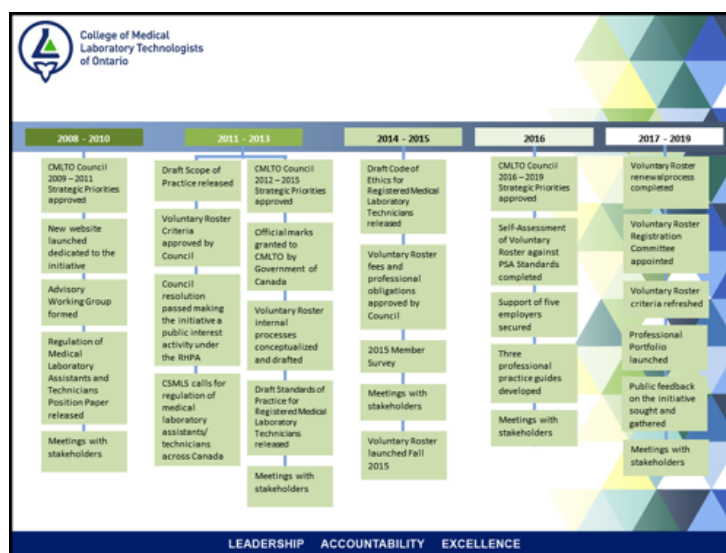 College of Medical
Laboratory Technologists
of Ontario
2008 - 2010
CMLTO Council
2009 – 2011
Strategic Priorities
approved
New website
launched
dedicated to the
initiative
Advisory
Working Group
formed
Regulation of
Medical
Laboratory
Assistants and
Technicians
Position Paper
released
Meetings with
stakeholders
2011 - 2013
Draft Scope of
Practice released
Voluntary Roster
Criteria
approved by
Council
Council
resolution
passed making
the initiative a
public interest
activity under
the RHPA
CSMLS calls for
regulation of
medical
laboratory
assistants/
technicians
across Canada
CMLTO Council
2012 – 2015
Strategic Priorities
approved
Official marks
granted to
CMLTO by
Government of
Canada
Voluntary Roster
internal
processes
conceptualized
and drafted
Draft Standards of
Practice for
Registered Medical
Laboratory
Technicians
released
Meetings with
stakeholders
2014 - 2015
Draft Code of
Ethics for
Registered Medical
Laboratory
Technicians
released
Voluntary Roster
fees and
professional
obligations
approved by
Council
2015 Member
Survey
Meetings with
stakeholders
Voluntary Roster
launched Fall
2015
2016
CMLTO Council
2016 – 2019
Strategic Priorities
approved
Self-Assessment
of Voluntary
Roster against
PSA Standards
completed
Support of five
employers
secured
Three
professional
practice guides
developed
Meetings with
stakeholders
2017 - 2019
Voluntary Roster
renewal process
completed
Voluntary Roster
Registration
Committee
appointed
Voluntary Roster
criteria refreshed
Professional
Portfolio
launched
Public feedback
on the initiative
sought and
gathered
Meetings with
stakeholders
LEADERSHIP ACCOUNTABILITY EXCELLENCE